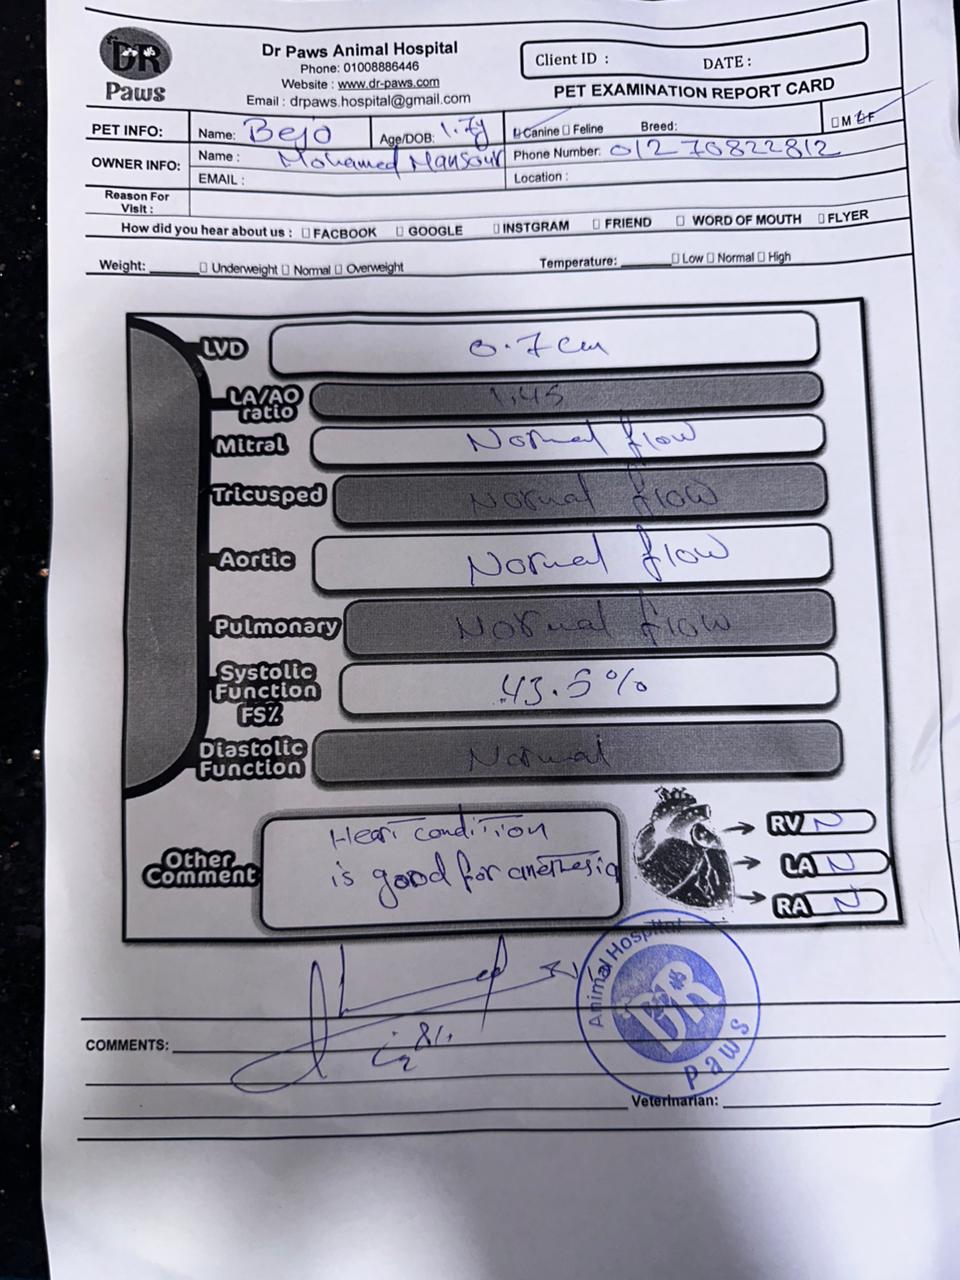 DR
Paws
Dr Paws Animal Hospital
Phone: 01008886446
Website : www.dr-paws.com
Email : drpaws.hospital@gmail.com
Client ID : DATE :
PET EXAMINATION REPORT CARD
PET INFO: Name: Bejo Age/DOB: 1.7y Canine Feline Breed: M F
OWNER INFO: Name : Mohamed Mansour Phone Number: 01270822812
EMAIL : Location :
Reason For Visit :
How did you hear about us : FACBOOK GOOGLE INSTGRAM FRIEND WORD OF MOUTH FLYER
Weight: Underweight Normal Overweight Temperature: Low Normal High
LVD 0.7 cm
LA/AO ratio 1.45
Mitral Normal flow
Tricusped Normal flow
Aortic Normal flow
Pulmonary Normal flow
Systolic Function FS% 43.5 %
Diastolic Function Normal
Other Comment Heart condition
is good for anethesia
RV N
LA N
RA N
Animal Hospital
DR
Paws
COMMENTS:
Veterinarian: